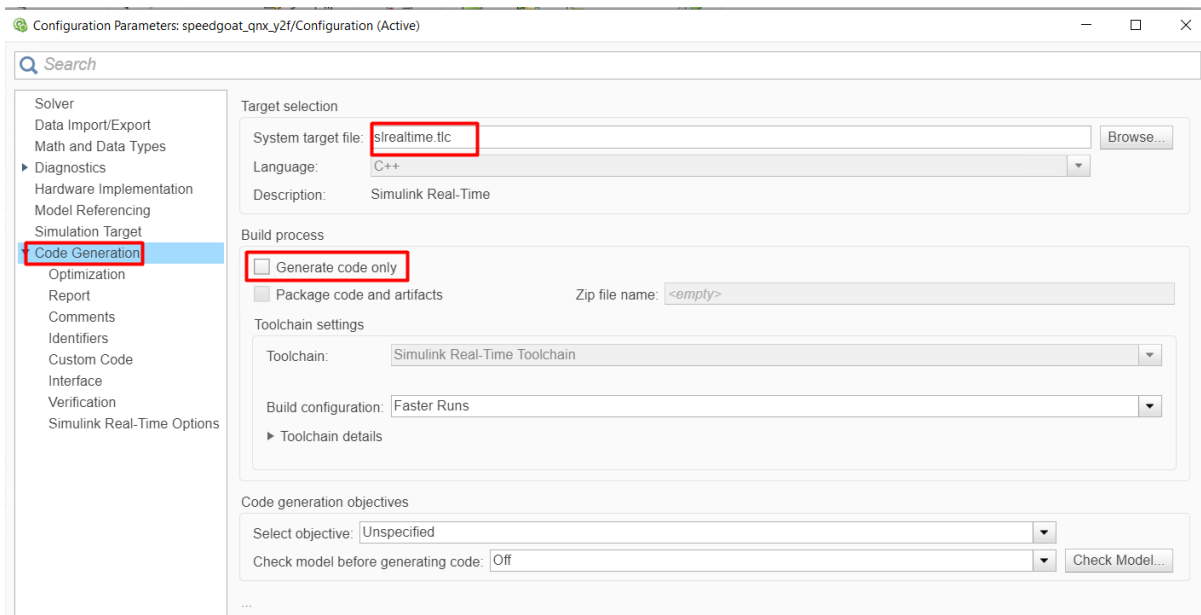 Configuration Parameters: speedgoat_qnx_y2f/Configuration (Active)
Search
Solver
Data Import/Export
Math and Data Types
Diagnostics
Hardware Implementation
Model Referencing
Simulation Target
Code Generation
Optimization
Report
Comments
Identifiers
Custom Code
Interface
Verification
Simulink Real-Time Options
Target selection
System target file: slrealtime.tlc Browse...
Language: C++
Description: Simulink Real-Time
Build process
Generate code only
Package code and artifacts Zip file name: <empty>
Toolchain settings
Toolchain: Simulink Real-Time Toolchain
Build configuration: Faster Runs
Toolchain details
Code generation objectives
Select objective: Unspecified
Check model before generating code: Off Check Model...
...